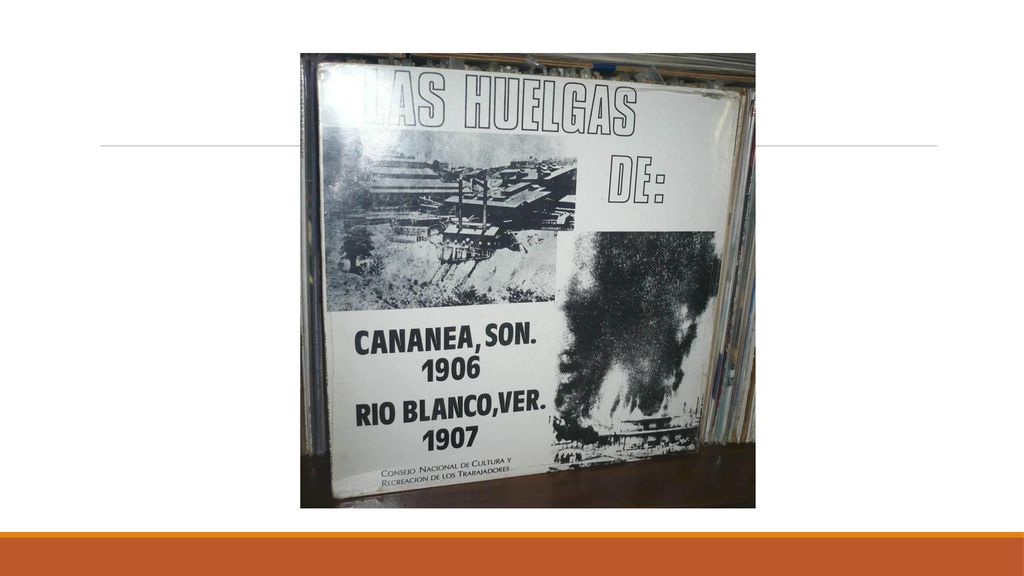 LAS HUELGAS
DE:
CANANEA, SON.
1906
RIO BLANCO, VER.
1907
CONSEJO NACIONAL DE CULTURA Y
RECREACION DE LOS TRABAJADORES